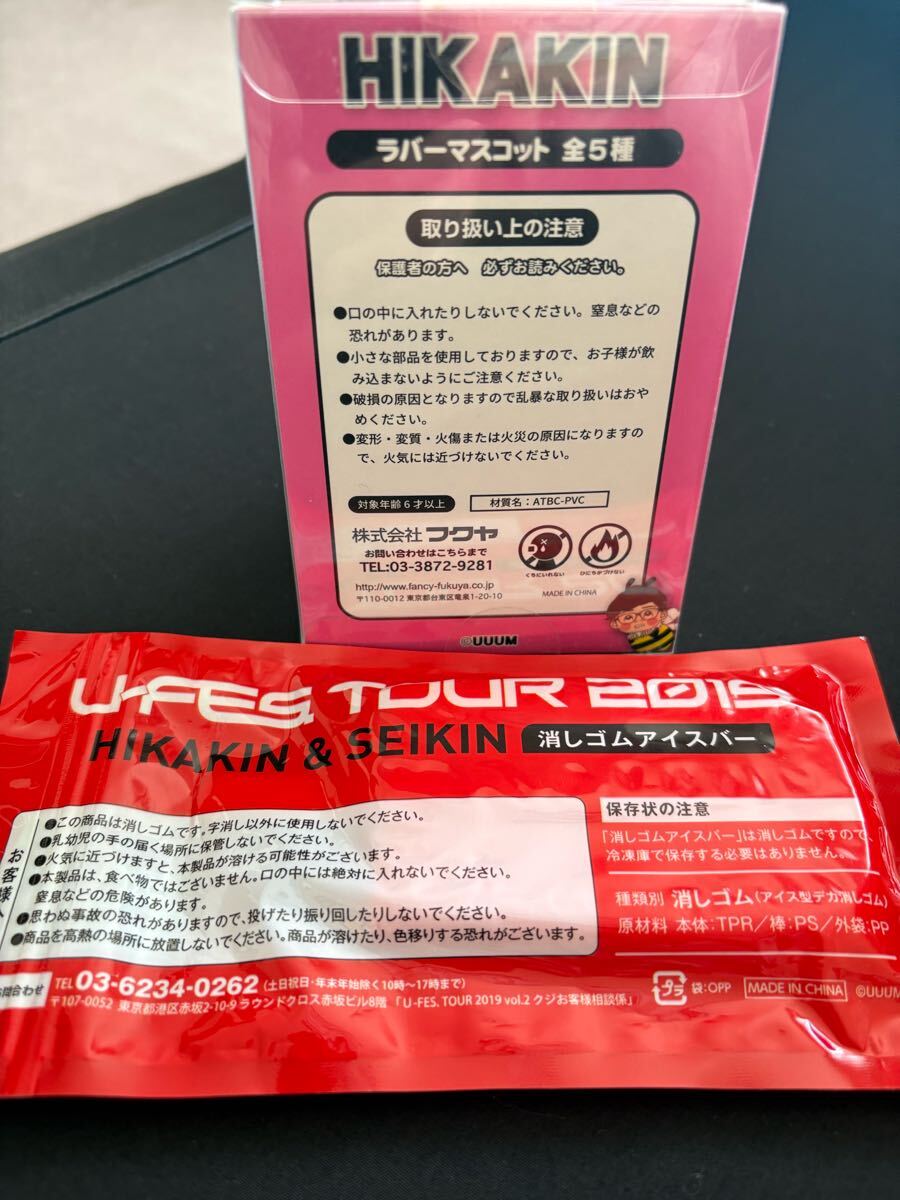 HIKAKIN
ラバーマスコット 全5種
取り扱い上の注意
保護者の方へ 必ずお読みください。
●口の中に入れたりしないでください。窒息などの
恐れがあります。
●小さな部品を使用しておりますので、お子様が飲
み込まないようにご注意ください。
●破損の原因となりますので乱暴な取り扱いはおや
めください。
●変形・変質・火傷または火災の原因になりますの
で、火気には近づけないでください。
対象年齢6才以上
材質名：ATBC-PVC
株式会社フクヤ
お問い合わせはこちらまで
TEL:03-3872-9281
http://www.fancy-fukuya.co.jp
〒110-0012 東京都台東区竜泉1-20-10
くちにいれない
ひにちかづけない
MADE IN CHINA
©UUUM
U-FES. TOUR 2019
HIKAKIN & SEIKIN 消しゴムアイスバー
お客様へ
●この商品は消しゴムです。字消し以外に使用しないでください。
●乳幼児の手の届く場所に保管しないでください。
●火気に近づけますと、本製品が溶ける可能性がございます。
●本製品は、食べ物ではございません。口の中には絶対に入れないでください。
窒息などの危険があります。
●思わぬ事故の恐れがありますので、投げたり振り回したりしないでください。
●商品を高熱の場所に放置しないでください。商品が溶けたり、色移りする恐れがございます。
保存状の注意
「消しゴムアイスバー」は消しゴムですので、
冷凍庫で保存する必要はありません。
種類別 消しゴム(アイス型デカ消しゴム)
原材料 本体：TPR／棒：PS／外袋：PP
お問合わせ
TEL 03-6234-0262 (土日祝日・年末年始除く10時〜17時まで)
〒107-0052 東京都港区赤坂2-10-9 ラウンドクロス赤坂ビル8階 「U-FES. TOUR 2019 vol.2 クジお客様相談係」
プラ 袋：OPP
MADE IN CHINA
©UUUM